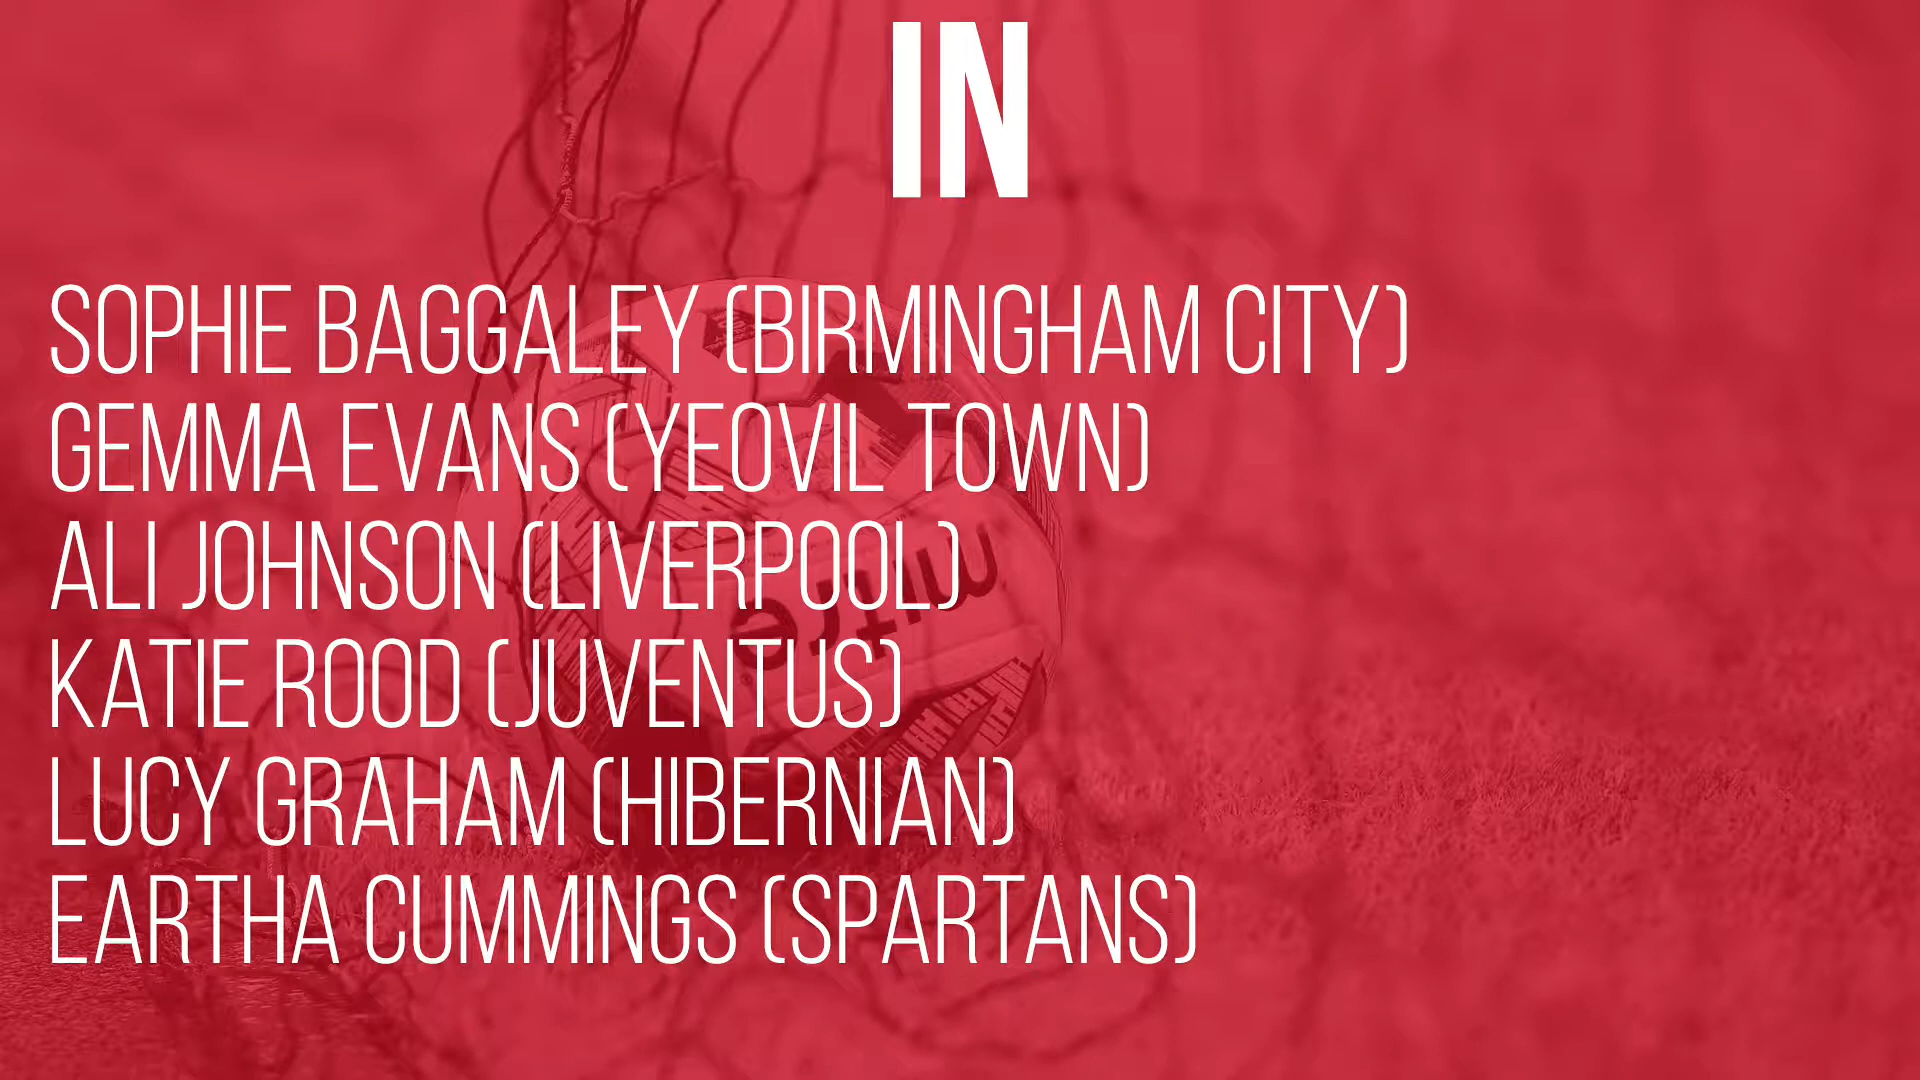 IN
SOPHIE BAGGALEY (BIRMINGHAM CITY)
GEMMA EVANS (YEOVIL TOWN)
ALI JOHNSON (LIVERPOOL)
mitre
KATIE ROOD (JUVENTUS)
LUCY GRAHAM (HIBERNIAN)
EARTHA CUMMINGS (SPARTANS)